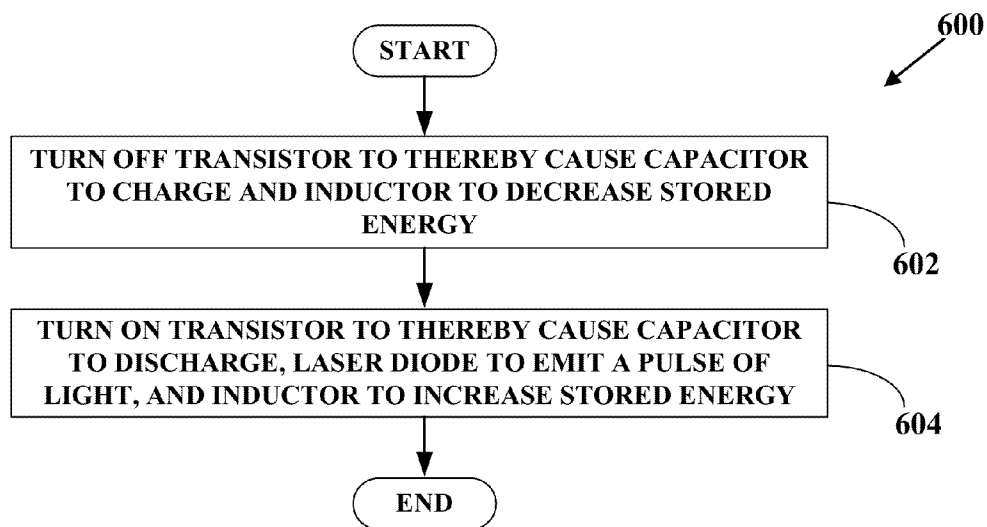 START
600
TURN OFF TRANSISTOR TO THEREBY CAUSE CAPACITOR
TO CHARGE AND INDUCTOR TO DECREASE STORED
ENERGY
602
TURN ON TRANSISTOR TO THEREBY CAUSE CAPACITOR
TO DISCHARGE, LASER DIODE TO EMIT A PULSE OF
LIGHT, AND INDUCTOR TO INCREASE STORED ENERGY
604
END